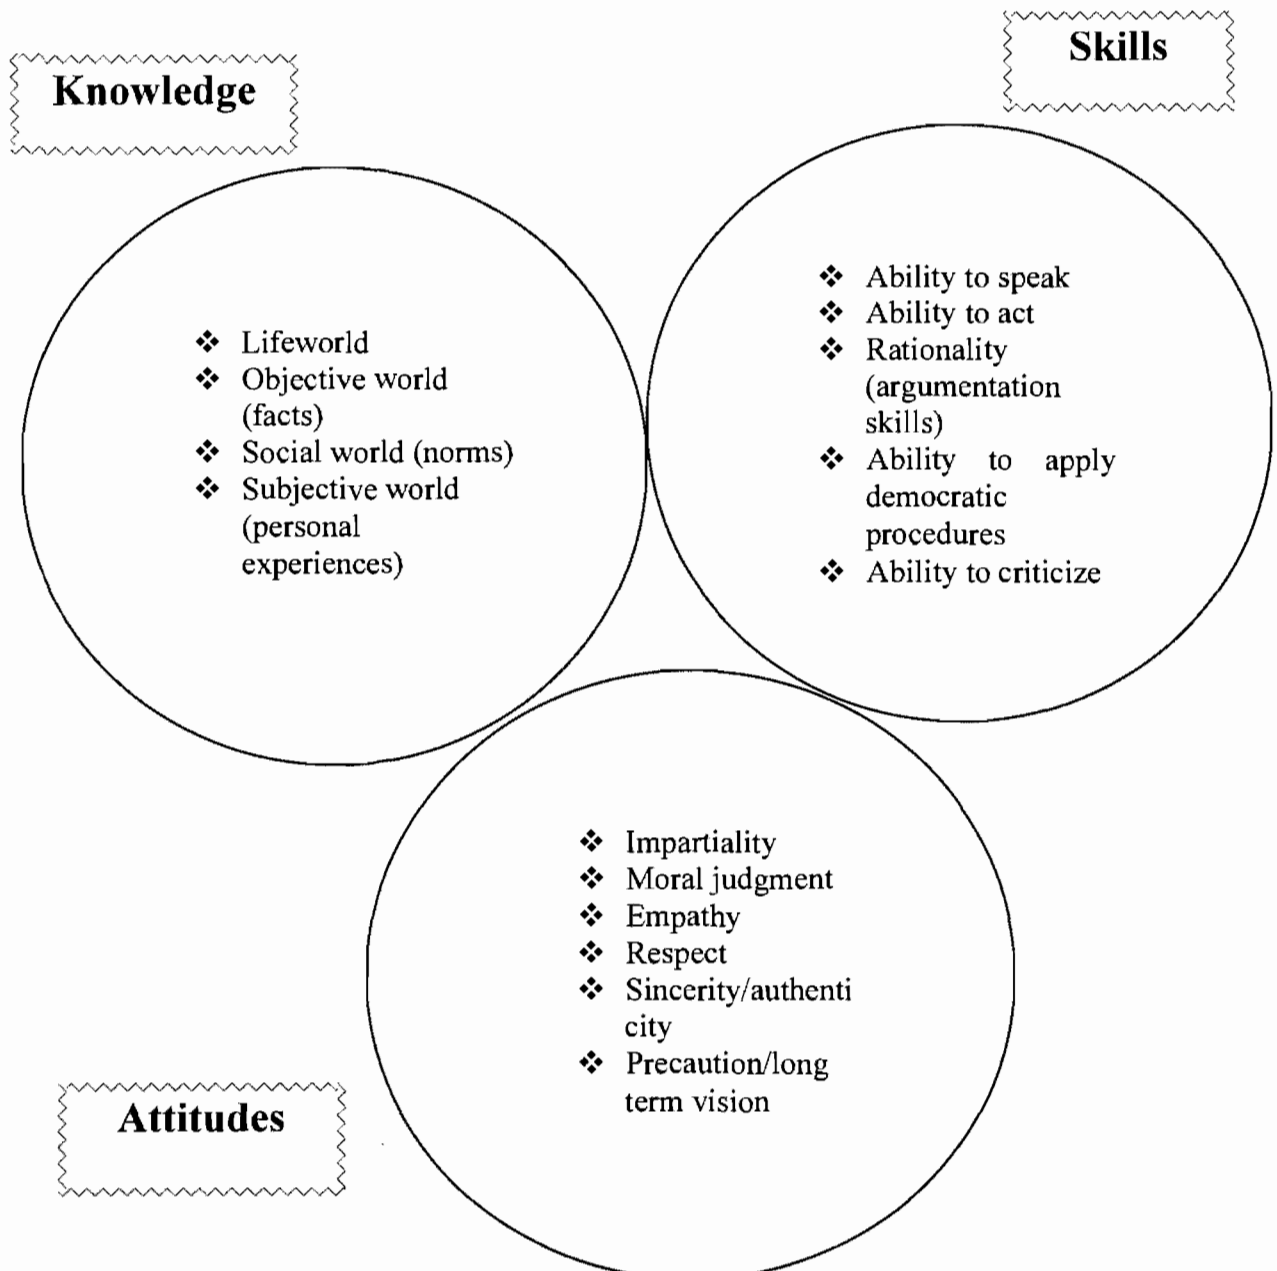 Knowledge
❖ Lifeworld
❖ Objective world
(facts)
❖ Social world (norms)
❖ Subjective world
(personal
experiences)
Skills
❖ Ability to speak
❖ Ability to act
❖ Rationality
(argumentation
skills)
❖ Ability to apply
democratic
procedures
❖ Ability to criticize
Attitudes
❖ Impartiality
❖ Moral judgment
❖ Empathy
❖ Respect
❖ Sincerity/authenti
city
❖ Precaution/long
term vision